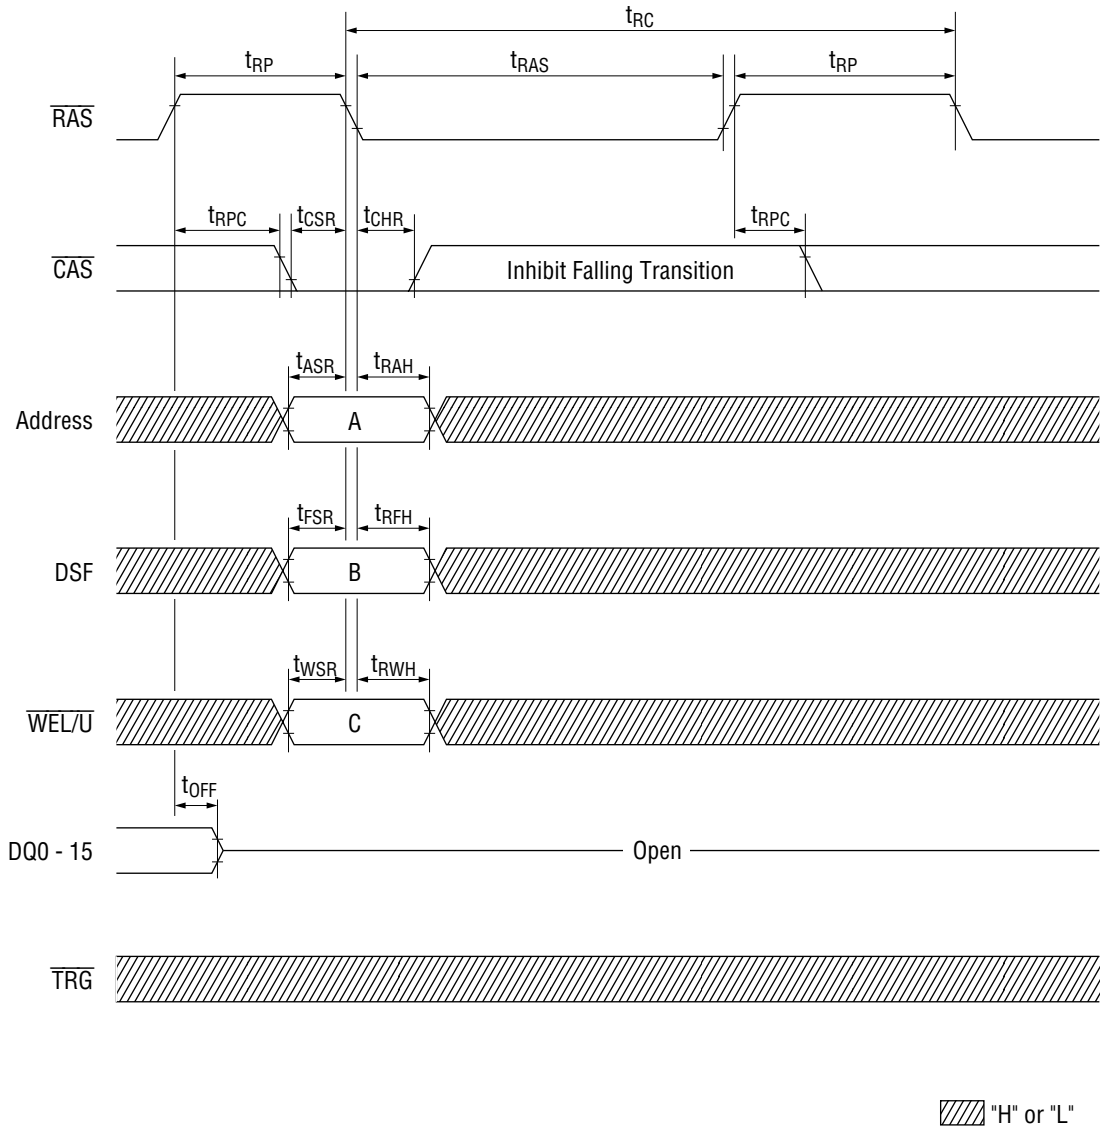 tRC
tRP tRAS tRP
RAS
tRPC tCSR tCHR tRPC
CAS Inhibit Falling Transition
tASR tRAH
Address A
tFSR tRFH
DSF B
tWSR tRWH
WEL/U C
tOFF
DQ0 - 15 Open
TRG
"H" or "L"